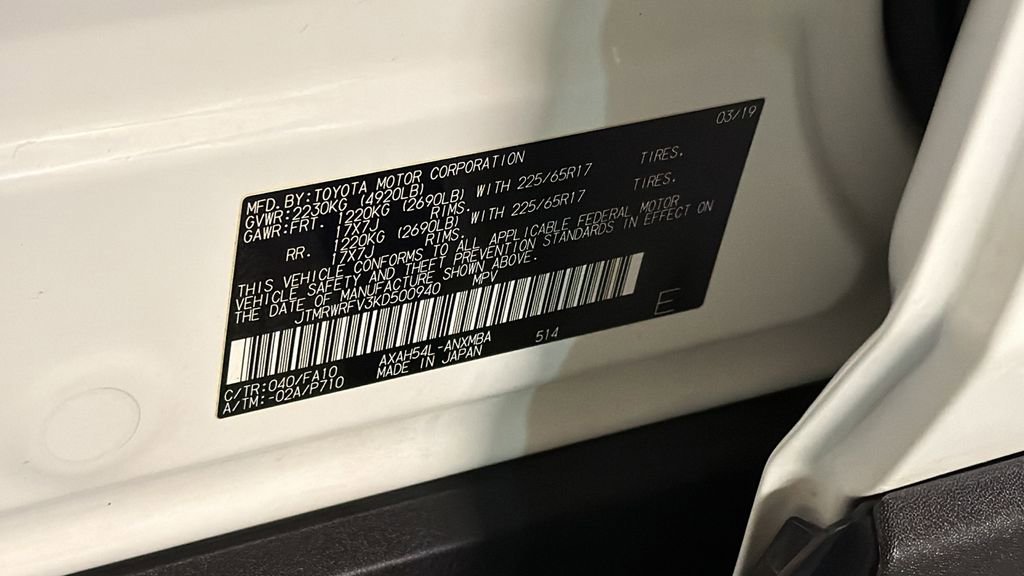 03/19
MFD. BY:TOYOTA MOTOR CORPORATION
GVWR:2230KG (4920LB)
GAWR:FRT. 1220KG (2690LB) WITH 225/65R17 TIRES.
17X7J RIMS.
RR. 1220KG (2690LB) WITH 225/65R17 TIRES.
17X7J RIMS.
THIS VEHICLE CONFORMS TO ALL APPLICABLE FEDERAL MOTOR
VEHICLE SAFETY AND THEFT PREVENTION STANDARDS IN EFFECT ON
THE DATE OF MANUFACTURE SHOWN ABOVE.
JTMRWRFV3KD500940 MPV
E
C/TR:040/FA10 AXAH54L-ANXMBA 514
A/TM:-02A/P710 MADE IN JAPAN